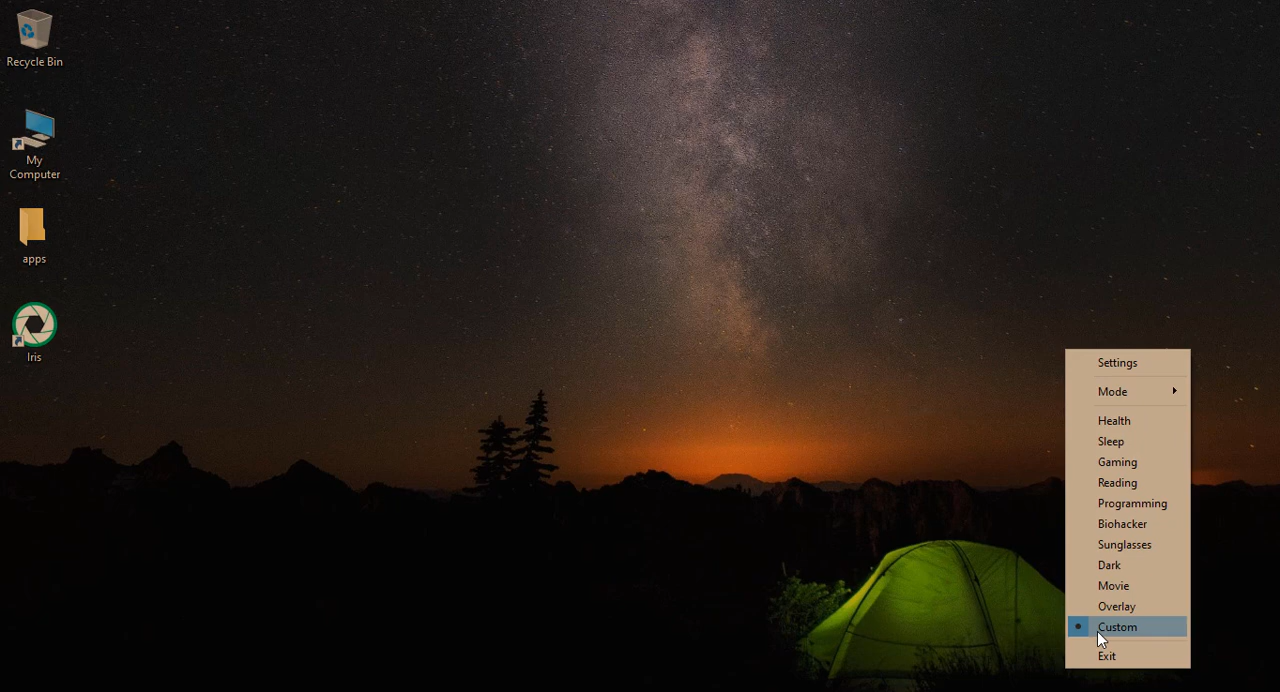 Recycle Bin
My
Computer
apps
Iris
Settings
Mode
Health
Sleep
Gaming
Reading
Programming
Biohacker
Sunglasses
Dark
Movie
Overlay
Custom
Exit